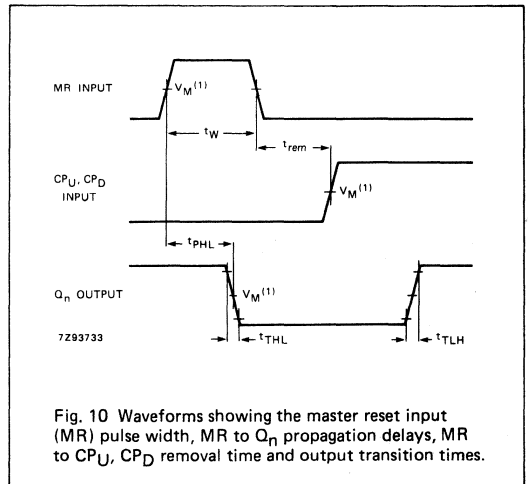 MR INPUT
V_M (1)
t_W
t_rem
CP_U, CP_D
INPUT
V_M (1)
t_PHL
Q_n OUTPUT
V_M (1)
7Z93733
t_THL
t_TLH
Fig. 10 Waveforms showing the master reset input
(MR) pulse width, MR to Q_n propagation delays, MR
to CP_U, CP_D removal time and output transition times.